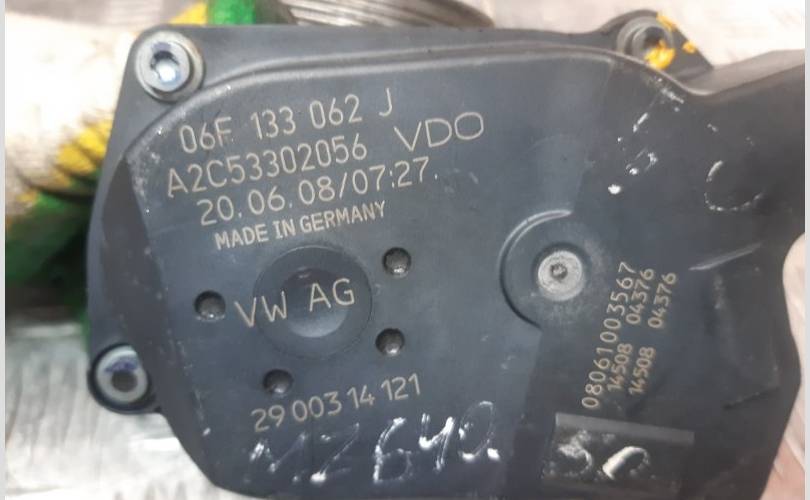 06F 133 062 J
VDO
A2C53302056
20.06.08/07:27.
MADE IN GERMANY
VW AG
29 003 14 121
08061003567
14508 04376
14508 04376
MZ642